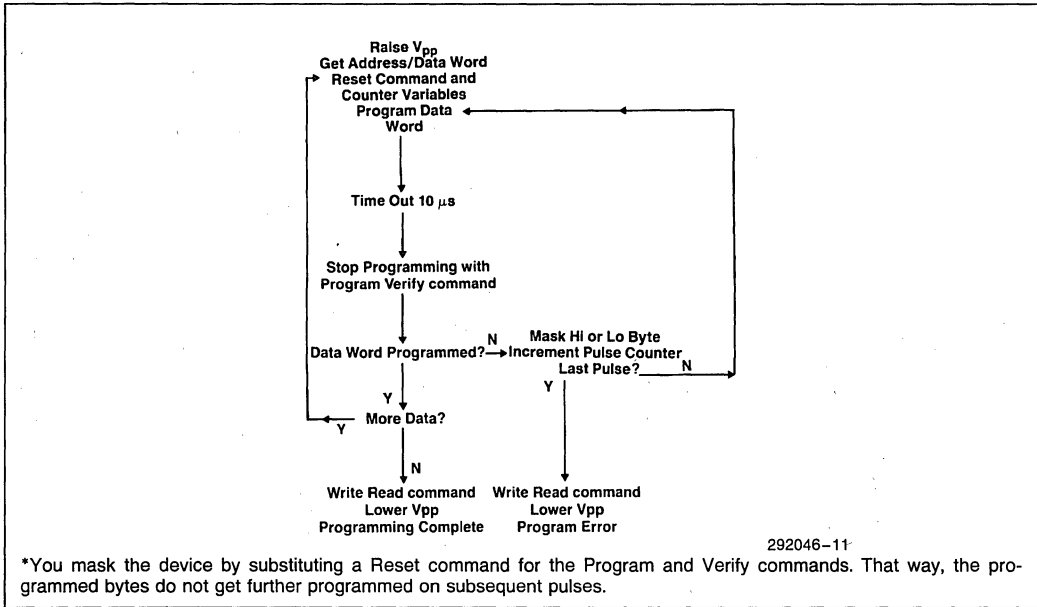 Raise Vpp
Get Address/Data Word
Reset Command and
Counter Variables
Program Data
Word
Time Out 10 μs
Stop Programming with
Program Verify command
Data Word Programmed?
N
Mask Hi or Lo Byte
Increment Pulse Counter
Last Pulse?
N
Y
Y
More Data?
Y
N
Write Read command
Lower Vpp
Programming Complete
Write Read command
Lower Vpp
Program Error
292046-11
*You mask the device by substituting a Reset command for the Program and Verify commands. That way, the pro-
grammed bytes do not get further programmed on subsequent pulses.